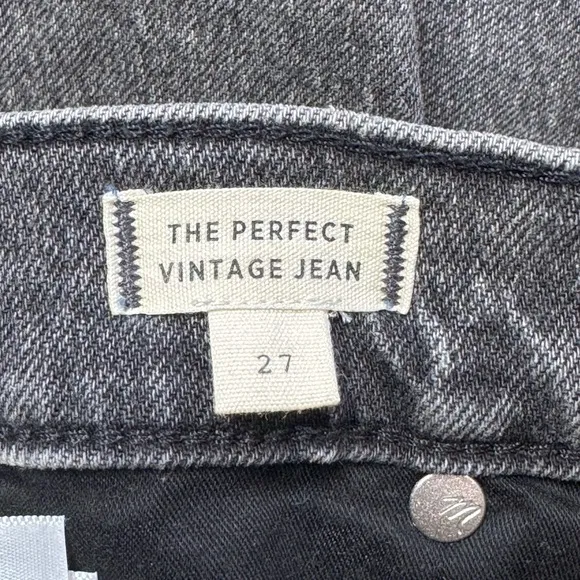 THE PERFECT
VINTAGE JEAN
27